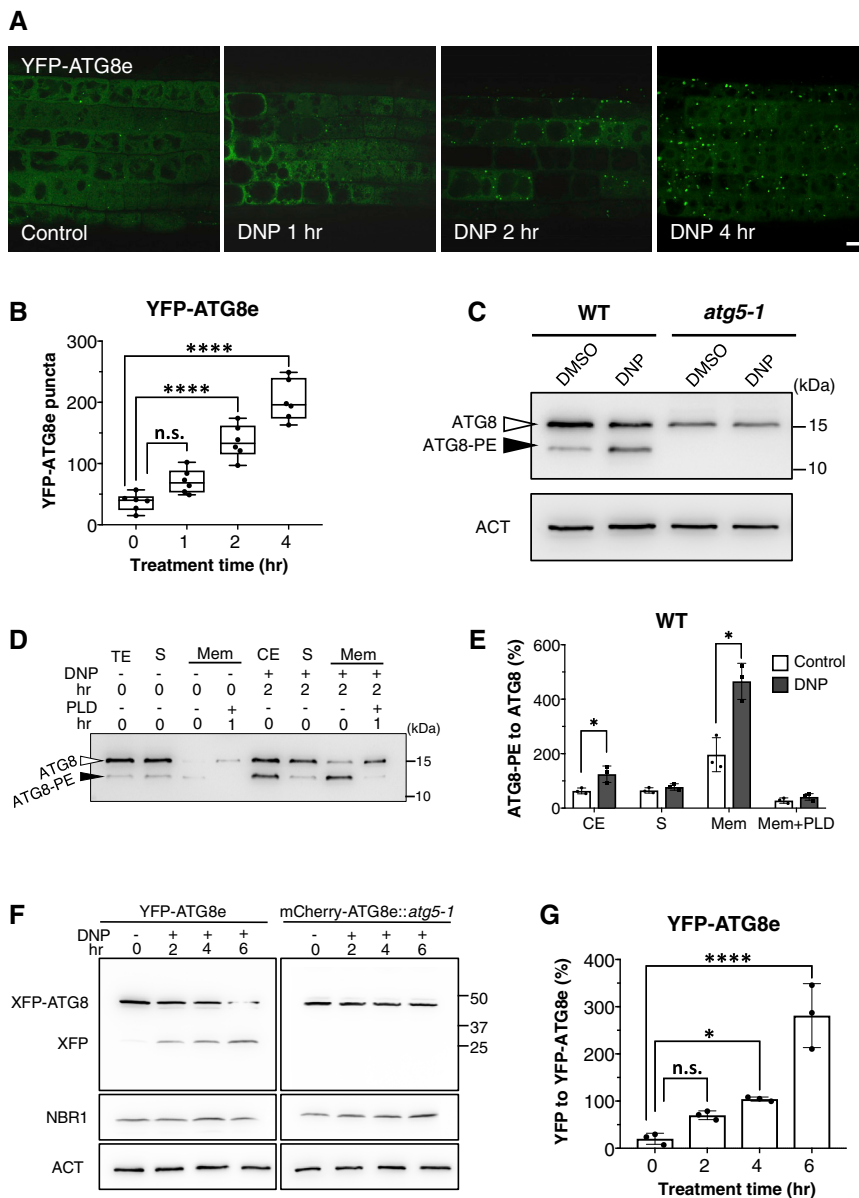 A
YFP-ATG8e
Control
DNP 1 hr
DNP 2 hr
DNP 4 hr
B
YFP-ATG8e
YFP-ATG8e puncta
300
200
100
0
****
****
n.s.
0 1 2 4
Treatment time (hr)
C
WT atg5-1
DMSO DNP DMSO DNP
(kDa)
ATG8
ATG8-PE
15
10
ACT
D
TE S Mem CE S Mem
DNP - - - - + + + +
hr 0 0 0 0 2 2 2 2
PLD - - - + - - - +
hr 0 0 0 1 0 0 0 1
(kDa)
ATG8
ATG8-PE
15
10
E
WT
ATG8-PE to ATG8 (%)
600
400
200
0
*
*
Control
DNP
CE S Mem Mem+PLD
F
YFP-ATG8e mCherry-ATG8e::atg5-1
DNP - + + + - + + +
hr 0 2 4 6 0 2 4 6
XFP-ATG8
XFP
50
37
25
NBR1
ACT
G
YFP-ATG8e
YFP to YFP-ATG8e (%)
400
300
200
100
0
****
*
n.s.
0 2 4 6
Treatment time (hr)